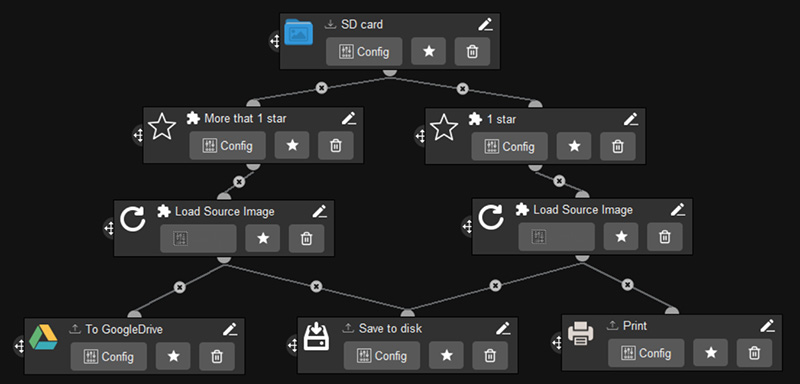 SD card
Config
More that 1 star
Config
1 star
Config
Load Source Image
Load Source Image
To GoogleDrive
Config
Save to disk
Config
Print
Config